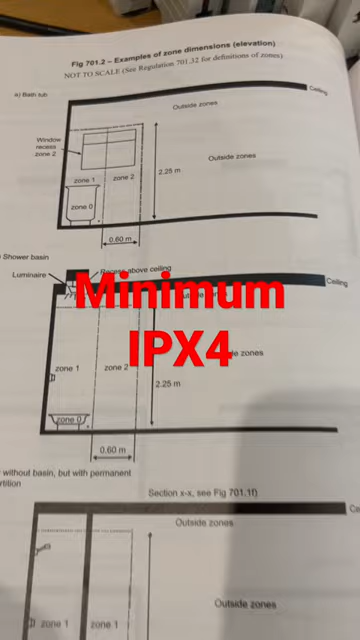 Fig 701.2 – Examples of zone dimensions (elevation)
NOT TO SCALE (See Regulation 701.32 for definitions of zones)
a) Bath tub
Ceiling
Outside zones
Window
recess
zone 2
Outside zones
zone 1
zone 2
2.25 m
zone 0
0.60 m
Shower basin
Luminaire
Recess above ceiling
Ceiling
Minimum
IPX4
zones
zone 1
zone 2
2.25 m
zone 0
0.60 m
without basin, but with permanent
rtition
Section x-x, see Fig 701.1f)
Ce
Outside zones
Outside zones
zone 1
zone 1